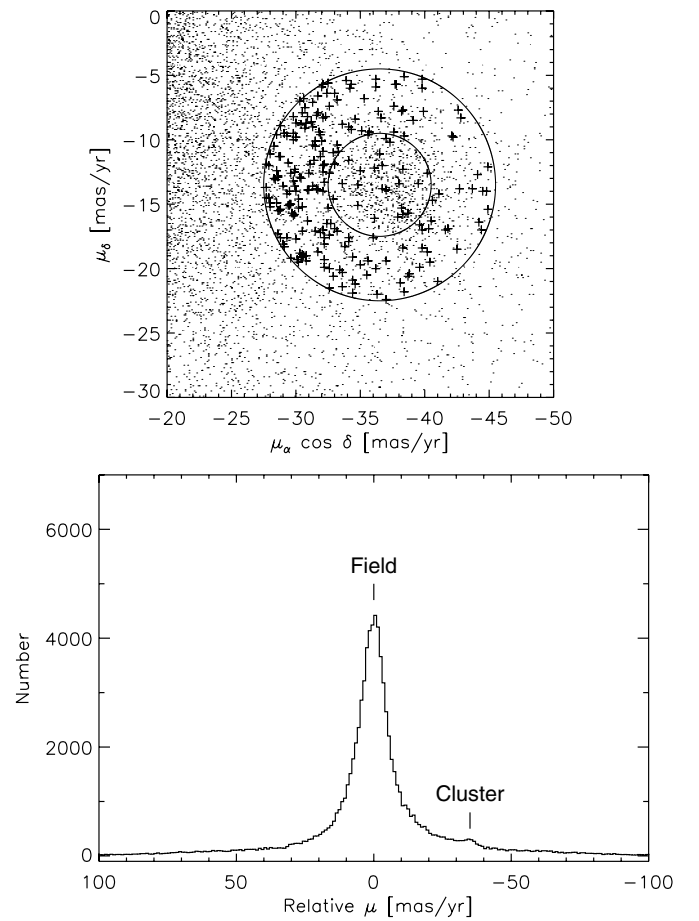 0
−5
−10
−15
−20
−25
−30
μδ [mas/yr]
−20 −25 −30 −35 −40 −45 −50
μα cos δ [mas/yr]
6000
4000
2000
0
Number
Field
Cluster
100 50 0 −50 −100
Relative μ [mas/yr]